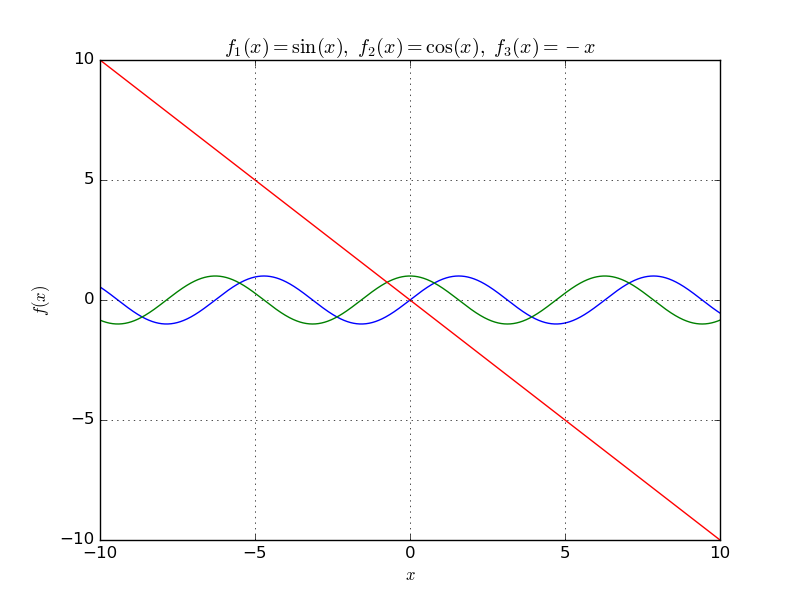 f₁(x) = sin(x), f₂(x) = cos(x), f₃(x) = −x
10
5
0
−5
−10
f(x)
−10 −5 0 5 10
x